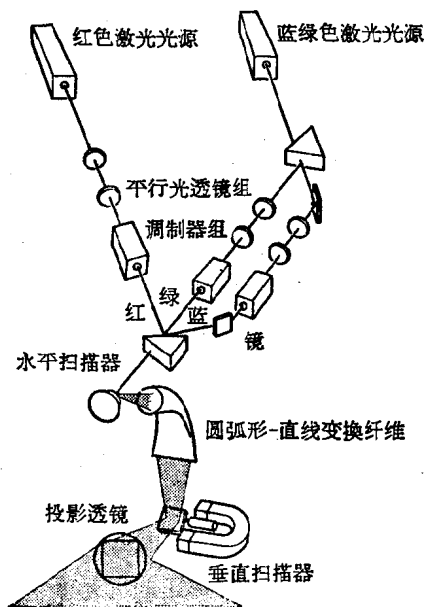 红色激光光源
蓝绿色激光光源
平行光透镜组
调制器组
绿
红
蓝
镜
水平扫描器
圆弧形-直线变换纤维
投影透镜
垂直扫描器